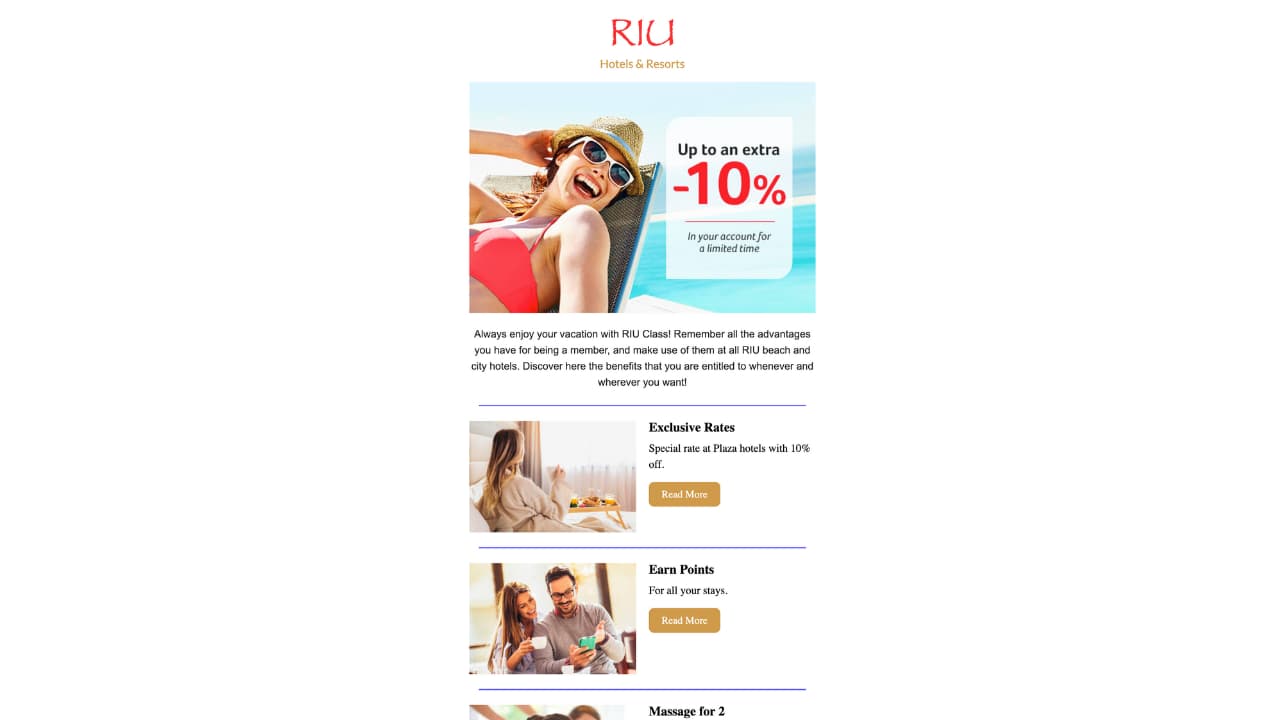 RIU
Hotels & Resorts
Up to an extra
-10%
In your account for
a limited time
Always enjoy your vacation with RIU Class! Remember all the advantages
you have for being a member, and make use of them at all RIU beach and
city hotels. Discover here the benefits that you are entitled to whenever and
wherever you want!
Exclusive Rates
Special rate at Plaza hotels with 10%
off.
Read More
Earn Points
For all your stays.
Read More
Massage for 2